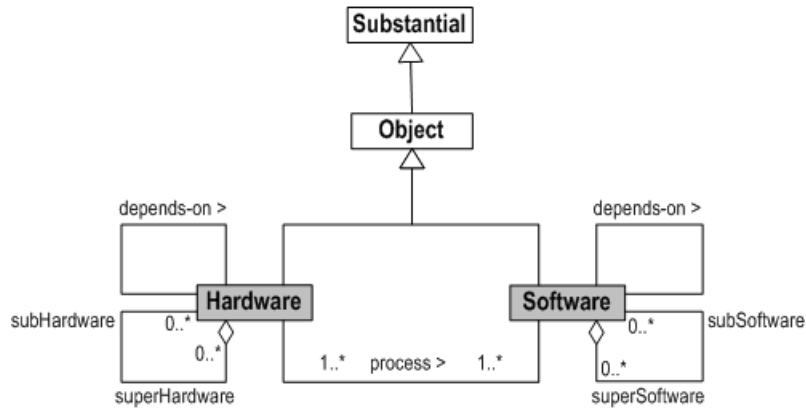 Substantial
Object
depends-on > depends-on >
Hardware Software
subHardware 0..* 0..* subSoftware
0..* 1..* process > 1..* 0..*
superHardware superSoftware